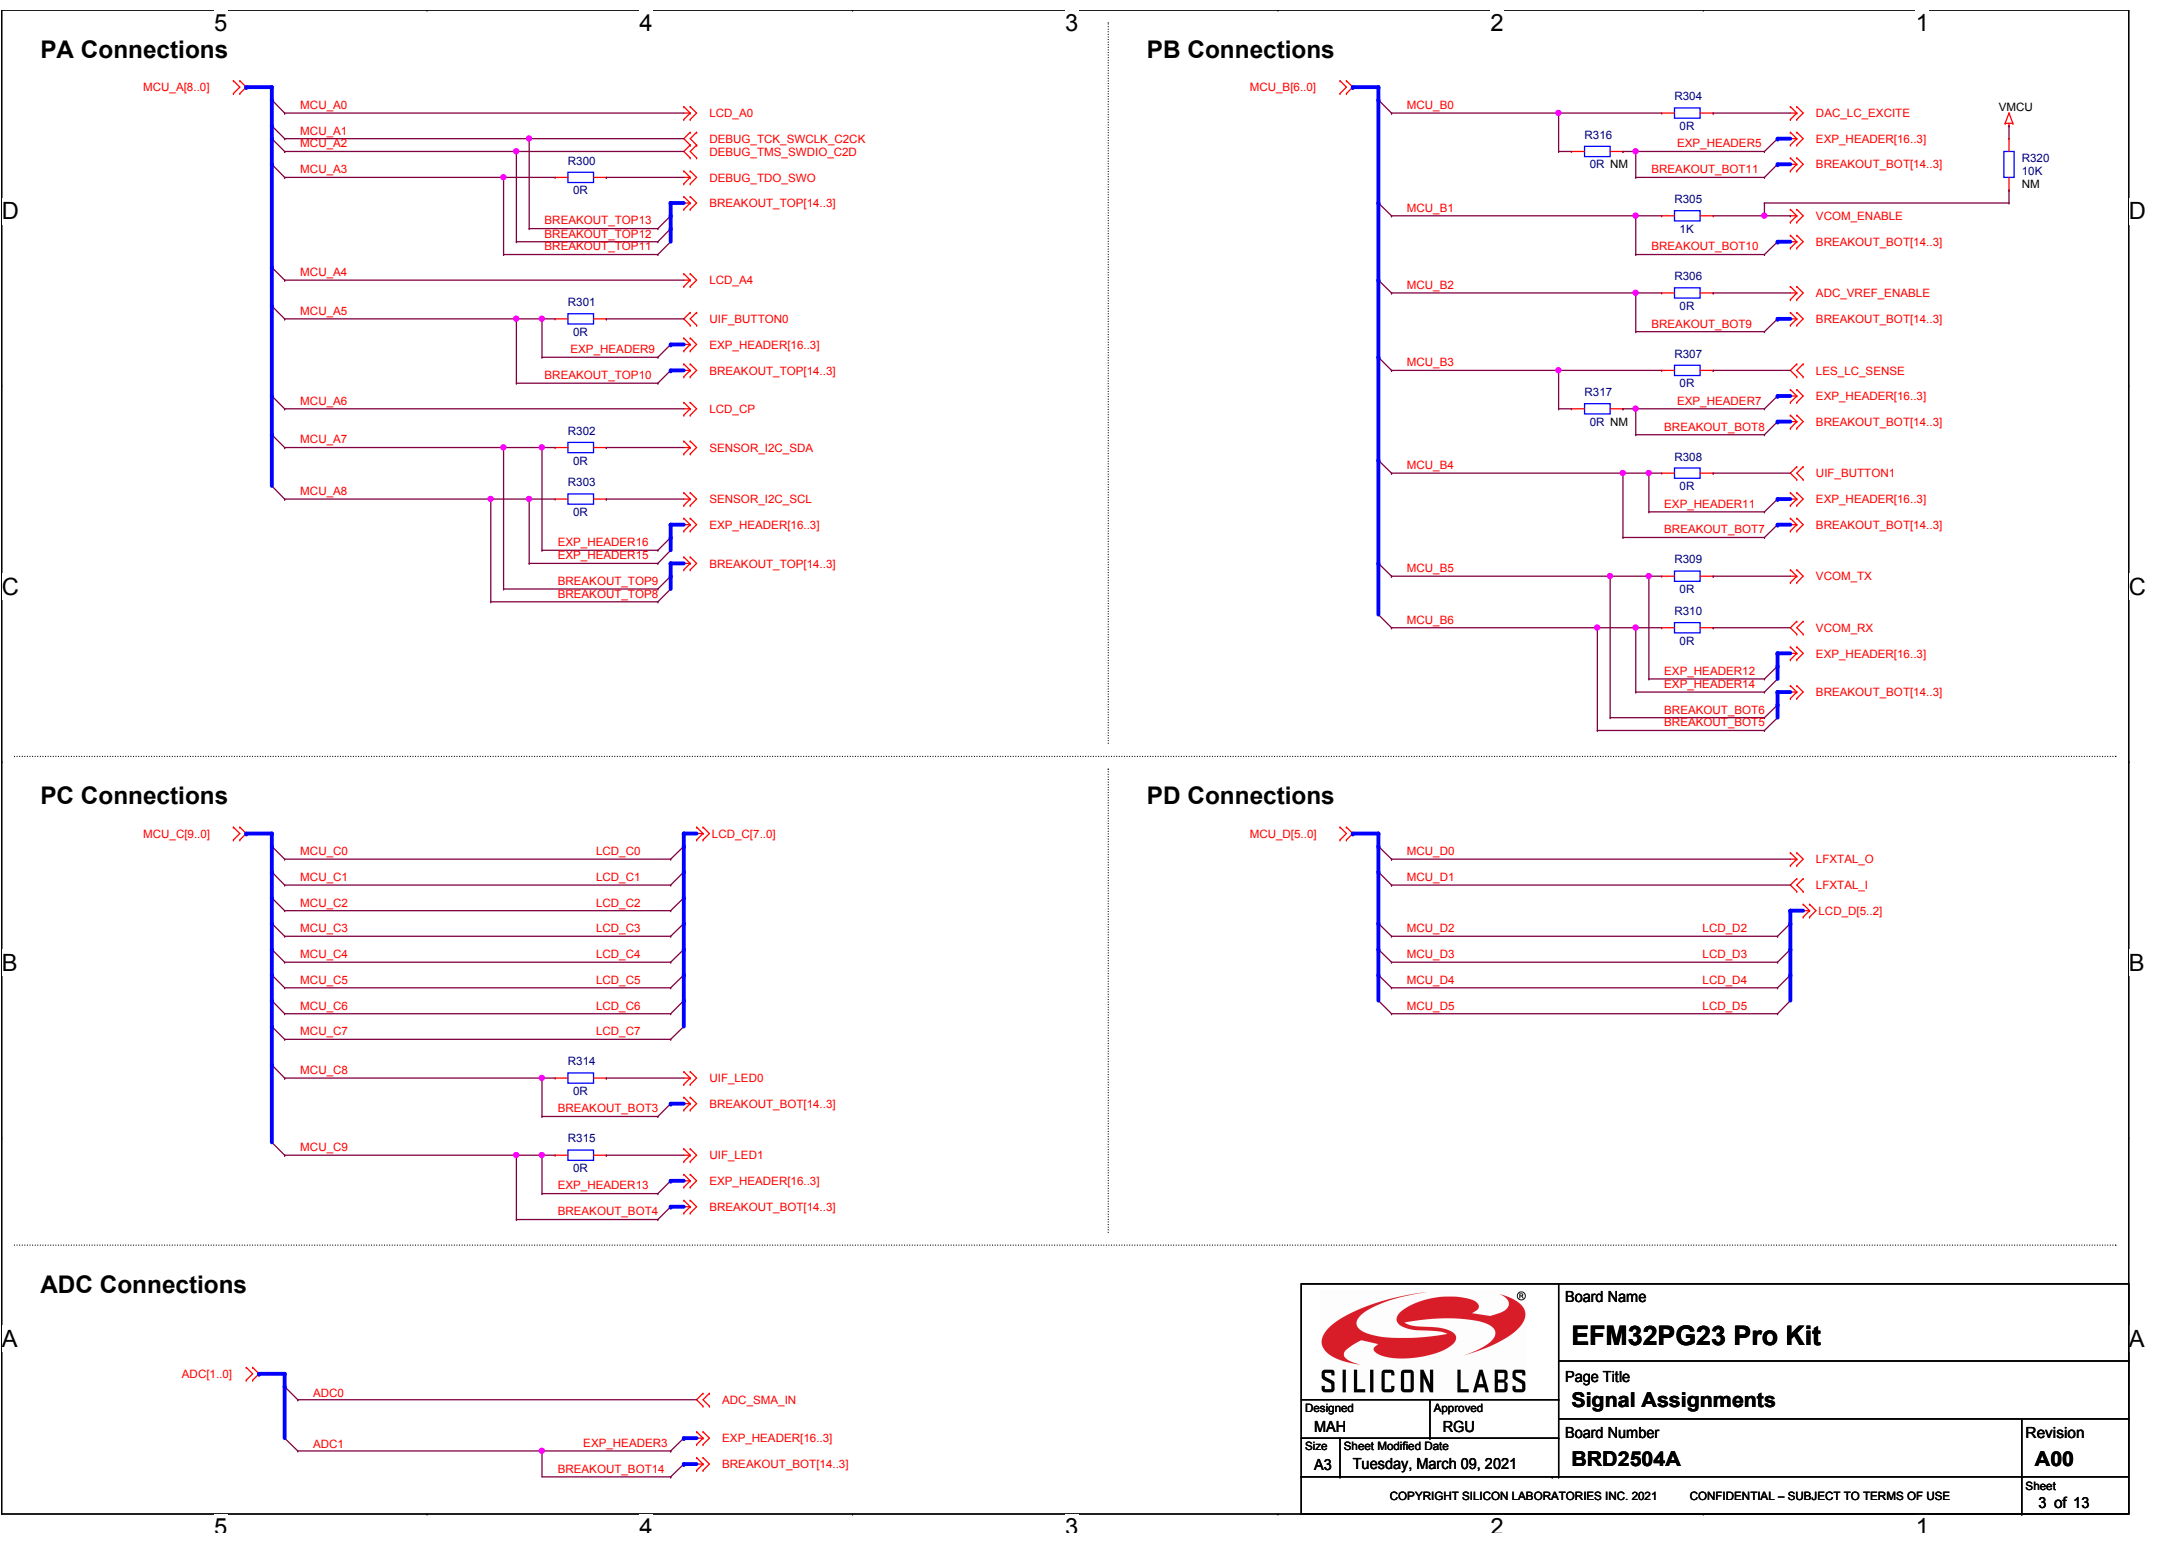 5 4 3 2 1
PA Connections
MCU_A[8..0]
MCU_A0
LCD_A0
MCU_A1
DEBUG_TCK_SWCLK_C2CK
MCU_A2
DEBUG_TMS_SWDIO_C2D
MCU_A3
R300
0R
DEBUG_TDO_SWO
BREAKOUT_TOP[14..3]
BREAKOUT_TOP13
BREAKOUT_TOP12
BREAKOUT_TOP11
MCU_A4
LCD_A4
MCU_A5
R301
0R
UIF_BUTTON0
EXP_HEADER9
EXP_HEADER[16..3]
BREAKOUT_TOP10
BREAKOUT_TOP[14..3]
MCU_A6
LCD_CP
MCU_A7
R302
0R
SENSOR_I2C_SDA
MCU_A8
R303
0R
SENSOR_I2C_SCL
EXP_HEADER[16..3]
EXP_HEADER16
EXP_HEADER15
BREAKOUT_TOP[14..3]
BREAKOUT_TOP9
BREAKOUT_TOP8
PB Connections
MCU_B[6..0]
MCU_B0
R304
0R
DAC_LC_EXCITE
R316
0R NM
EXP_HEADER5
EXP_HEADER[16..3]
BREAKOUT_BOT11
BREAKOUT_BOT[14..3]
VMCU
R320
10K
NM
MCU_B1
R305
1K
VCOM_ENABLE
BREAKOUT_BOT10
BREAKOUT_BOT[14..3]
MCU_B2
R306
0R
ADC_VREF_ENABLE
BREAKOUT_BOT9
BREAKOUT_BOT[14..3]
MCU_B3
R307
0R
LES_LC_SENSE
R317
0R NM
EXP_HEADER7
EXP_HEADER[16..3]
BREAKOUT_BOT8
BREAKOUT_BOT[14..3]
MCU_B4
R308
0R
UIF_BUTTON1
EXP_HEADER11
EXP_HEADER[16..3]
BREAKOUT_BOT7
BREAKOUT_BOT[14..3]
MCU_B5
R309
0R
VCOM_TX
MCU_B6
R310
0R
VCOM_RX
EXP_HEADER[16..3]
EXP_HEADER12
EXP_HEADER14
BREAKOUT_BOT[14..3]
BREAKOUT_BOT6
BREAKOUT_BOT5
D D
C C
PC Connections
MCU_C[9..0]
LCD_C[7..0]
MCU_C0 LCD_C0
MCU_C1 LCD_C1
MCU_C2 LCD_C2
MCU_C3 LCD_C3
MCU_C4 LCD_C4
MCU_C5 LCD_C5
MCU_C6 LCD_C6
MCU_C7 LCD_C7
MCU_C8
R314
0R
UIF_LED0
BREAKOUT_BOT3
BREAKOUT_BOT[14..3]
MCU_C9
R315
0R
UIF_LED1
EXP_HEADER13
EXP_HEADER[16..3]
BREAKOUT_BOT4
BREAKOUT_BOT[14..3]
PD Connections
MCU_D[5..0]
MCU_D0
LFXTAL_O
MCU_D1
LFXTAL_I
LCD_D[5..2]
MCU_D2 LCD_D2
MCU_D3 LCD_D3
MCU_D4 LCD_D4
MCU_D5 LCD_D5
B B
ADC Connections
ADC[1..0]
ADC0
ADC_SMA_IN
ADC1
EXP_HEADER3
EXP_HEADER[16..3]
BREAKOUT_BOT14
BREAKOUT_BOT[14..3]
A A
®
SILICON LABS
Board Name
EFM32PG23 Pro Kit
Page Title
Signal Assignments
Designed
MAH
Approved
RGU
Board Number
BRD2504A
Revision
A00
Size
A3
Sheet Modified Date
Tuesday, March 09, 2021
COPYRIGHT SILICON LABORATORIES INC. 2021 CONFIDENTIAL – SUBJECT TO TERMS OF USE
Sheet
3 of 13
5 4 3 2 1